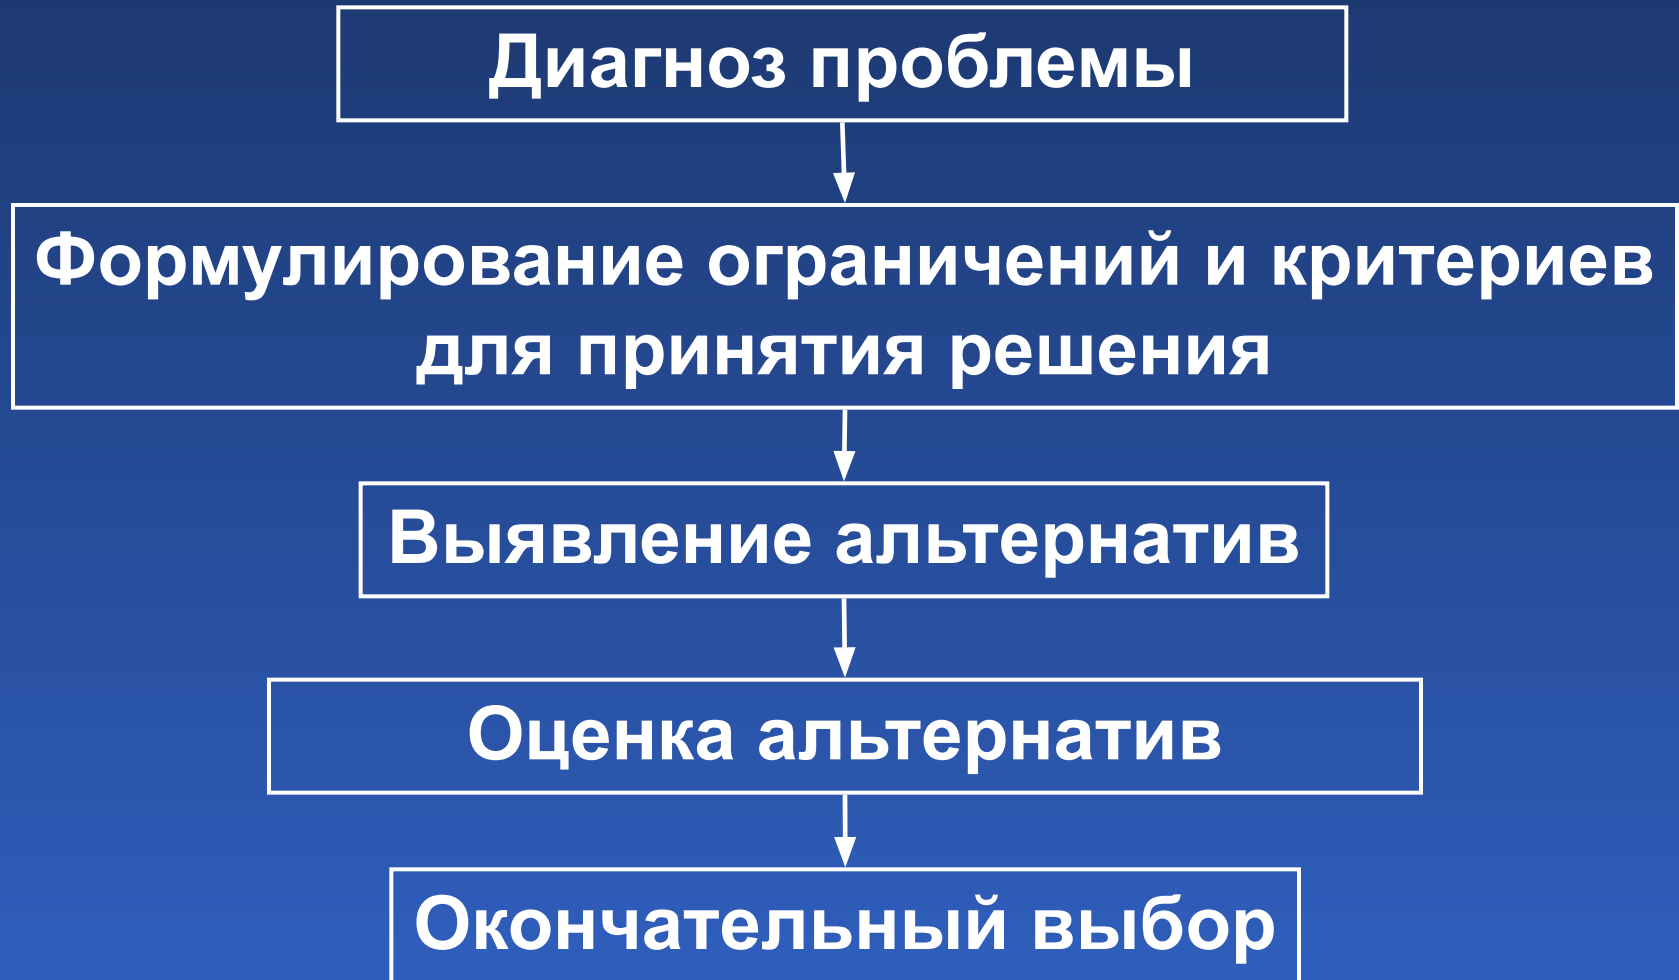 Диагноз проблемы
Формулирование ограничений и критериев
для принятия решения
Выявление альтернатив
Оценка альтернатив
Окончательный выбор